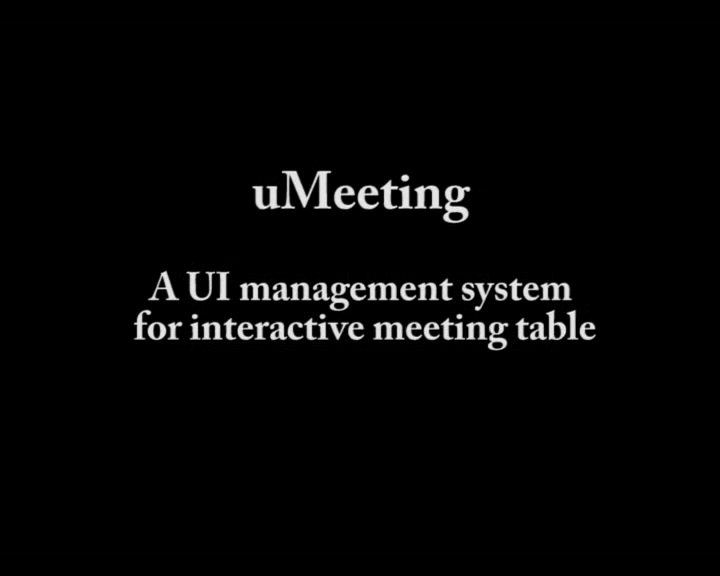 uMeeting
A UI management system
for interactive meeting table